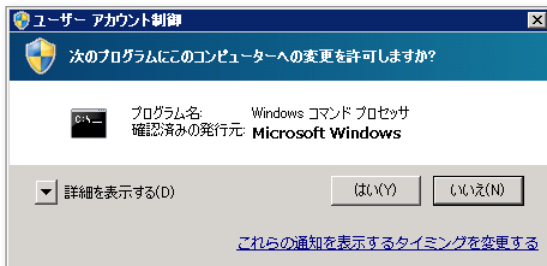 ユーザー アカウント制御
次のプログラムにこのコンピューターへの変更を許可しますか?
C:\_
プログラム名: Windows コマンド プロセッサ
確認済みの発行元: Microsoft Windows
詳細を表示する(D)
はい(Y)
いいえ(N)
これらの通知を表示するタイミングを変更する